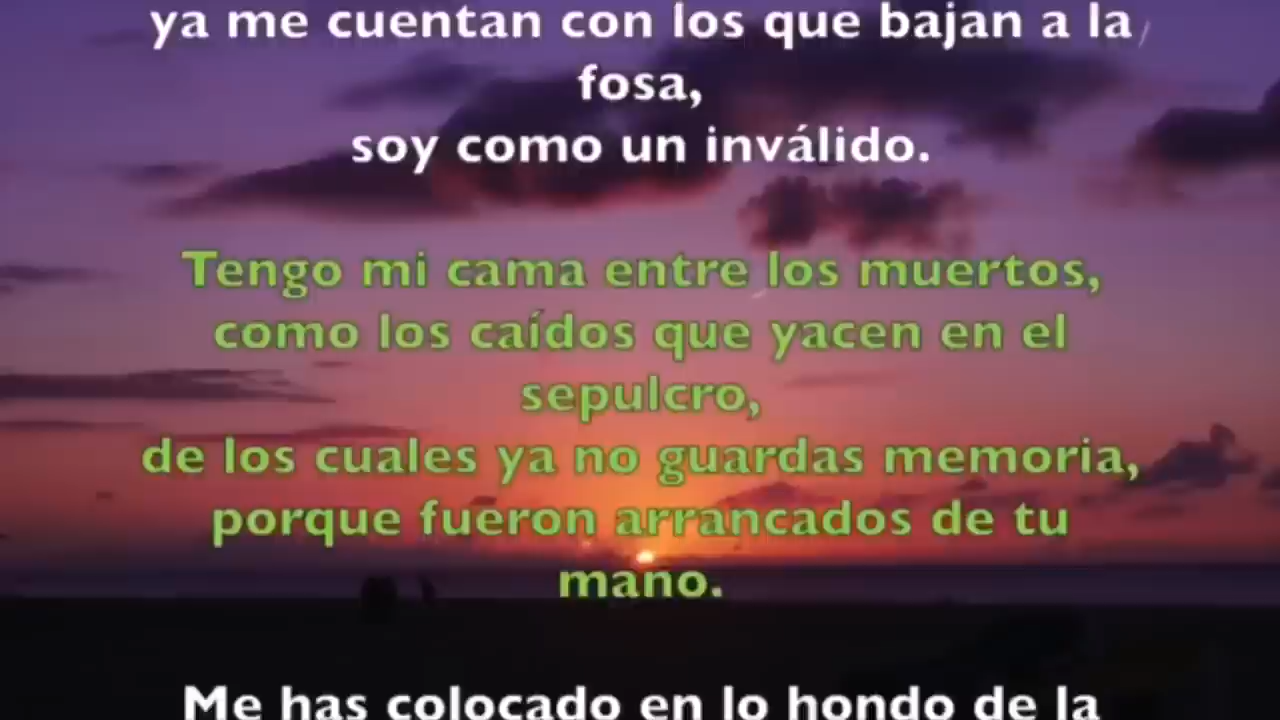 ya me cuentan con los que bajan a la
fosa,
soy como un inválido.
Tengo mi cama entre los muertos,
como los caídos que yacen en el
sepulcro,
de los cuales ya no guardas memoria,
porque fueron arrancados de tu
mano.
Me has colocado en lo hondo de la